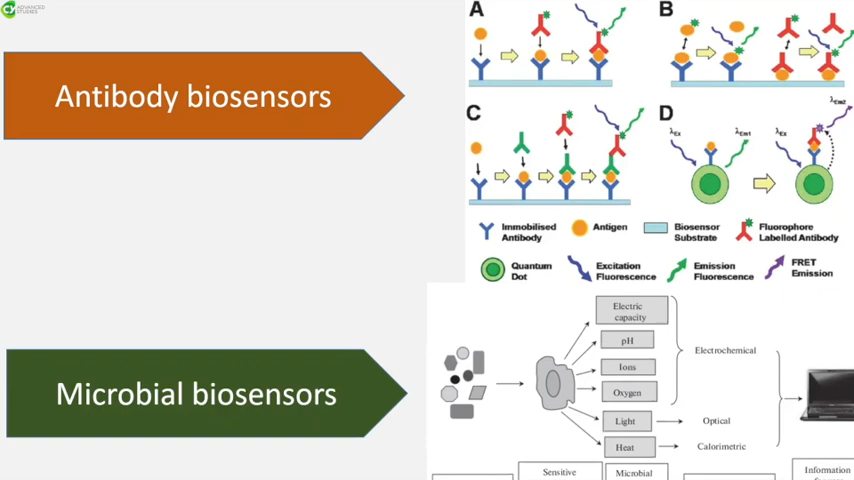 CX ADVANCED
STUDIES
Antibody biosensors
A
B
C
D
λEx
λEm1
λEx
λEm2
Immobilised
Antibody
Antigen
Biosensor
Substrate
Fluorophore
Labelled Antibody
Quantum
Dot
Excitation
Fluorescence
Emission
Fluorescence
FRET
Emission
Microbial biosensors
Electric
capacity
pH
Ions
Oxygen
Light
Heat
Electrochemical
Optical
Calorimetric
Sensitive
Microbial
Information